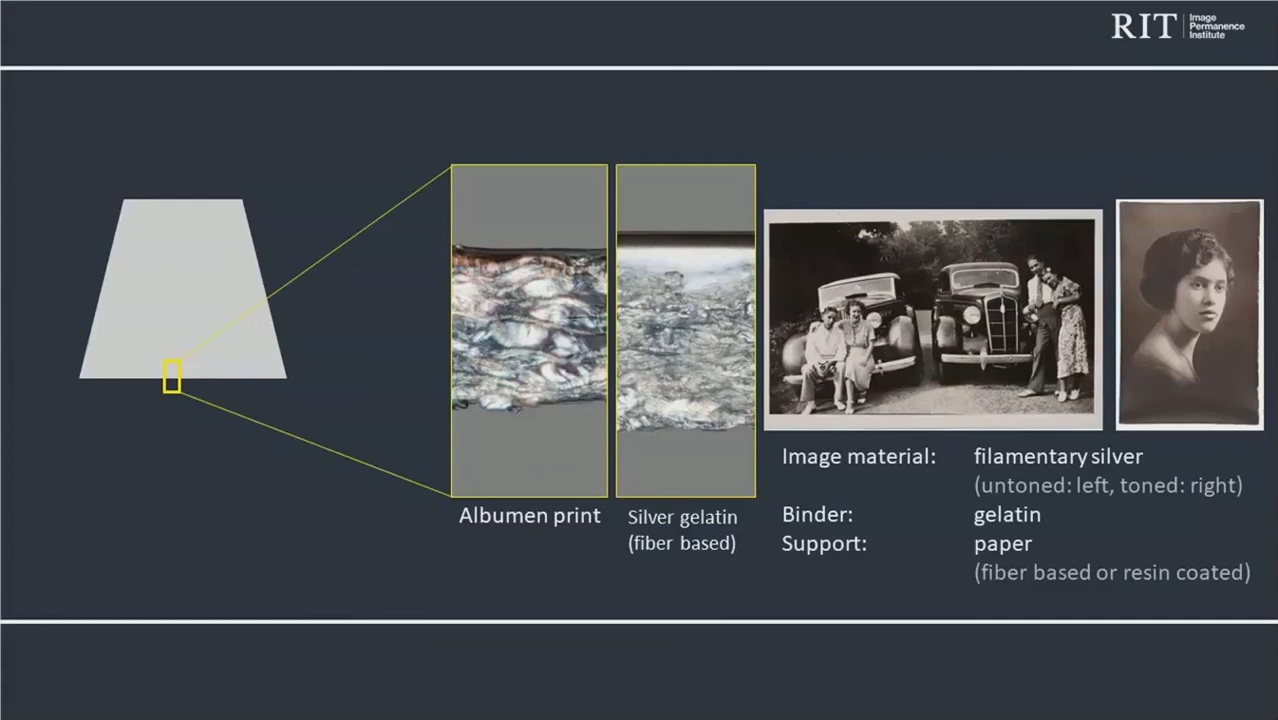 RIT
Image
Permanence
Institute
Albumen print
Silver gelatin
(fiber based)
Image material: filamentary silver
(untoned: left, toned: right)
Binder: gelatin
Support: paper
(fiber based or resin coated)